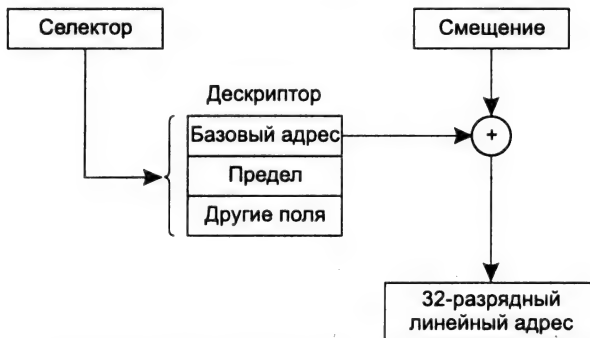 Селектор
Смещение
Дескриптор
Базовый адрес
+
Предел
Другие поля
32-разрядный
линейный адрес